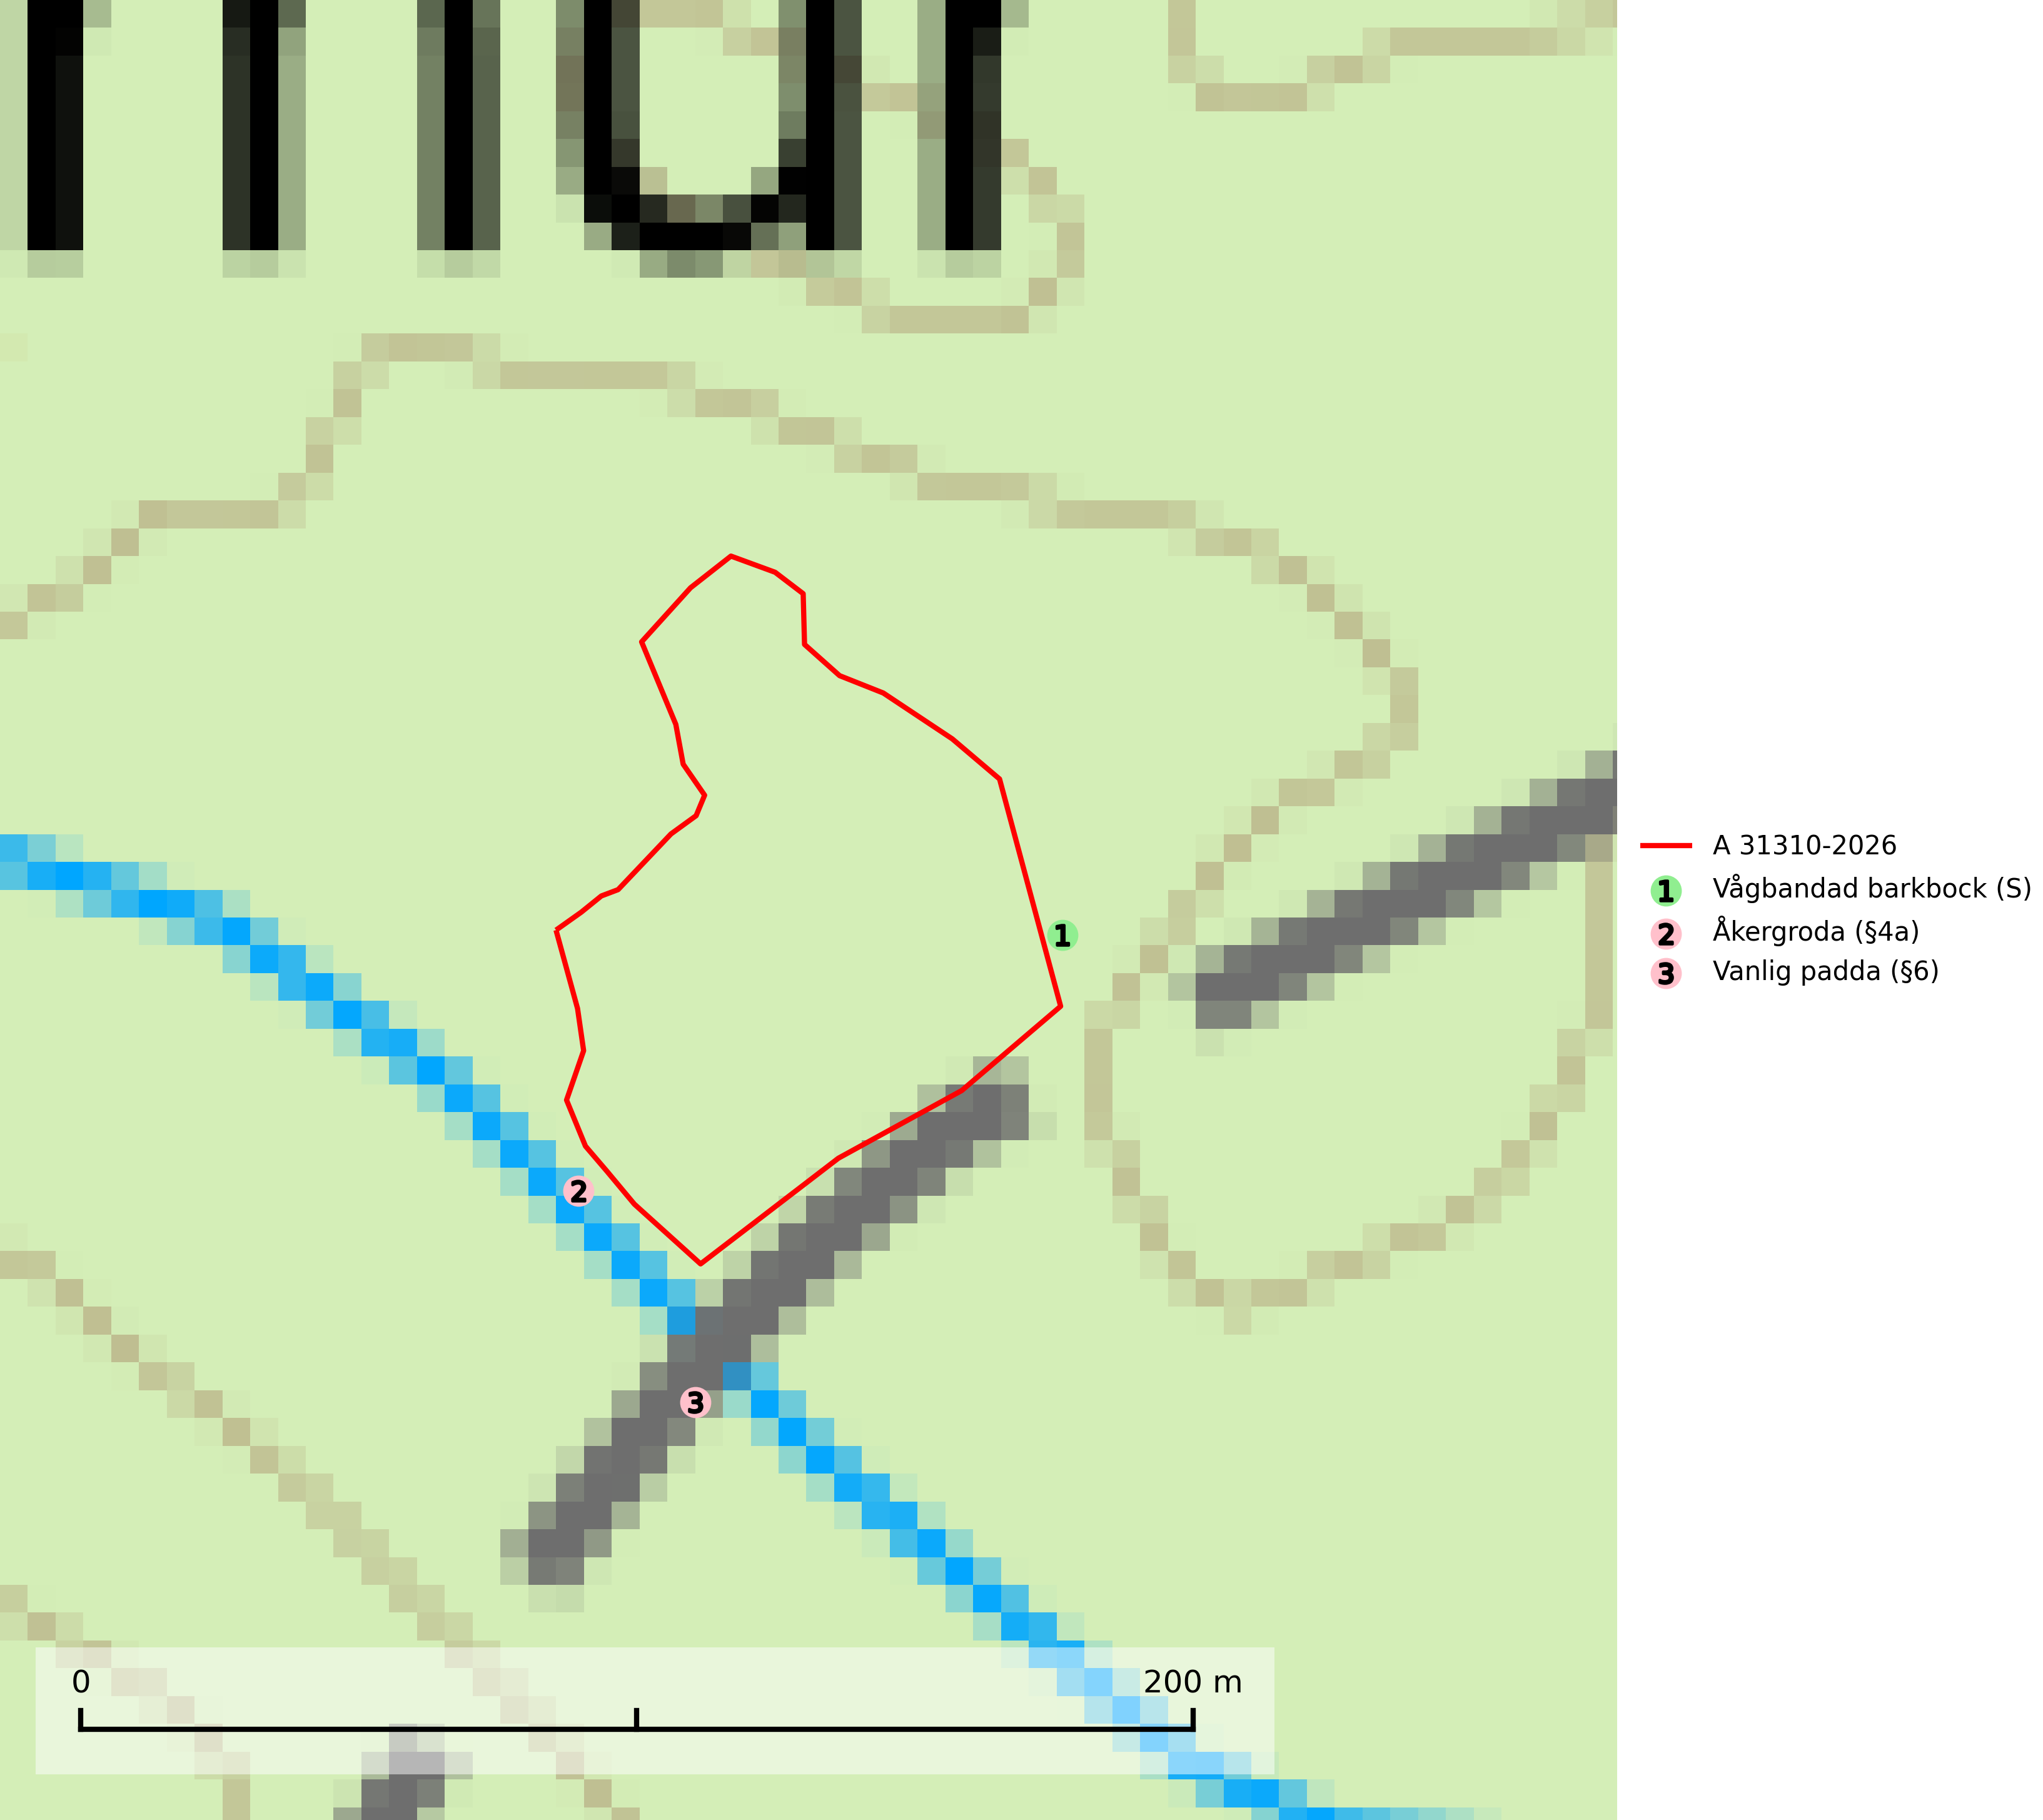 A 31310-2026
1 Vågbandad barkbock (S)
2 Åkergroda (§4a)
3 Vanlig padda (§6)
1
2
3
0 200 m